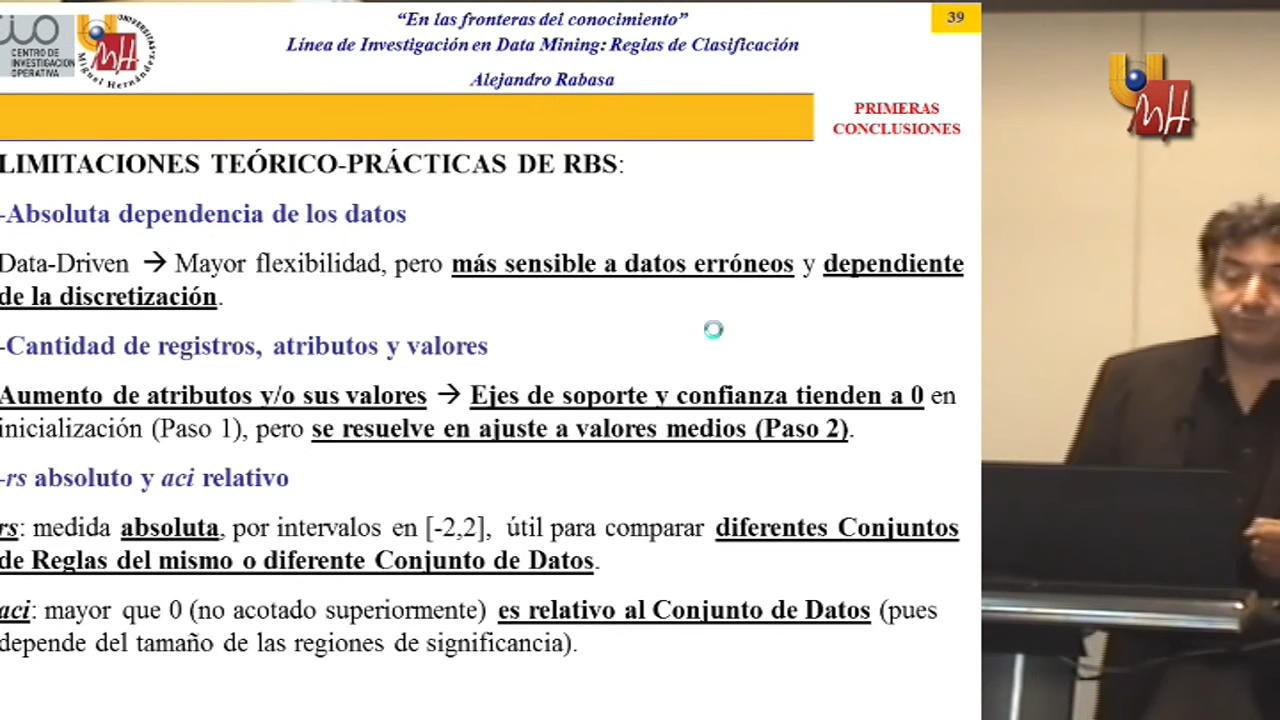 “En las fronteras del conocimiento”
39
Línea de Investigación en Data Mining: Reglas de Clasificación
Alejandro Rabasa
CENTRO DE
INVESTIGACION
OPERATIVA
UNIVERSITAS
Miguel Hernández
MH
PRIMERAS
CONCLUSIONES
LIMITACIONES TEÓRICO-PRÁCTICAS DE RBS:
-Absoluta dependencia de los datos
Data-Driven → Mayor flexibilidad, pero más sensible a datos erróneos y dependiente
de la discretización.
-Cantidad de registros, atributos y valores
Aumento de atributos y/o sus valores → Ejes de soporte y confianza tienden a 0 en
inicialización (Paso 1), pero se resuelve en ajuste a valores medios (Paso 2).
-rs absoluto y aci relativo
rs: medida absoluta, por intervalos en [-2,2], útil para comparar diferentes Conjuntos
de Reglas del mismo o diferente Conjunto de Datos.
aci: mayor que 0 (no acotado superiormente) es relativo al Conjunto de Datos (pues
depende del tamaño de las regiones de significancia).
UMH